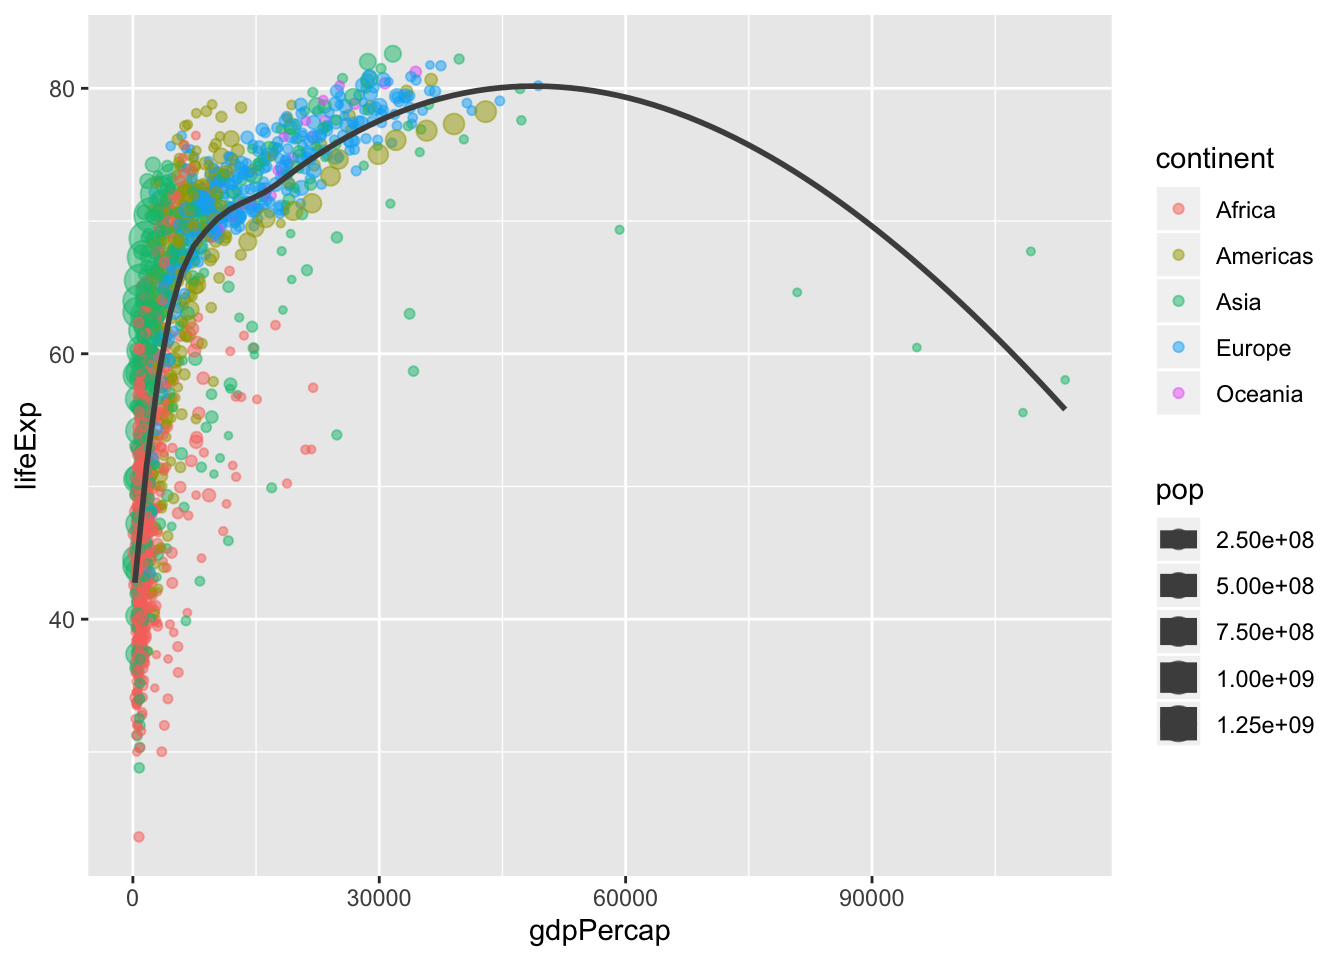 80
60
40
lifeExp
0 30000 60000 90000
gdpPercap
continent
Africa
Americas
Asia
Europe
Oceania
pop
2.50e+08
5.00e+08
7.50e+08
1.00e+09
1.25e+09